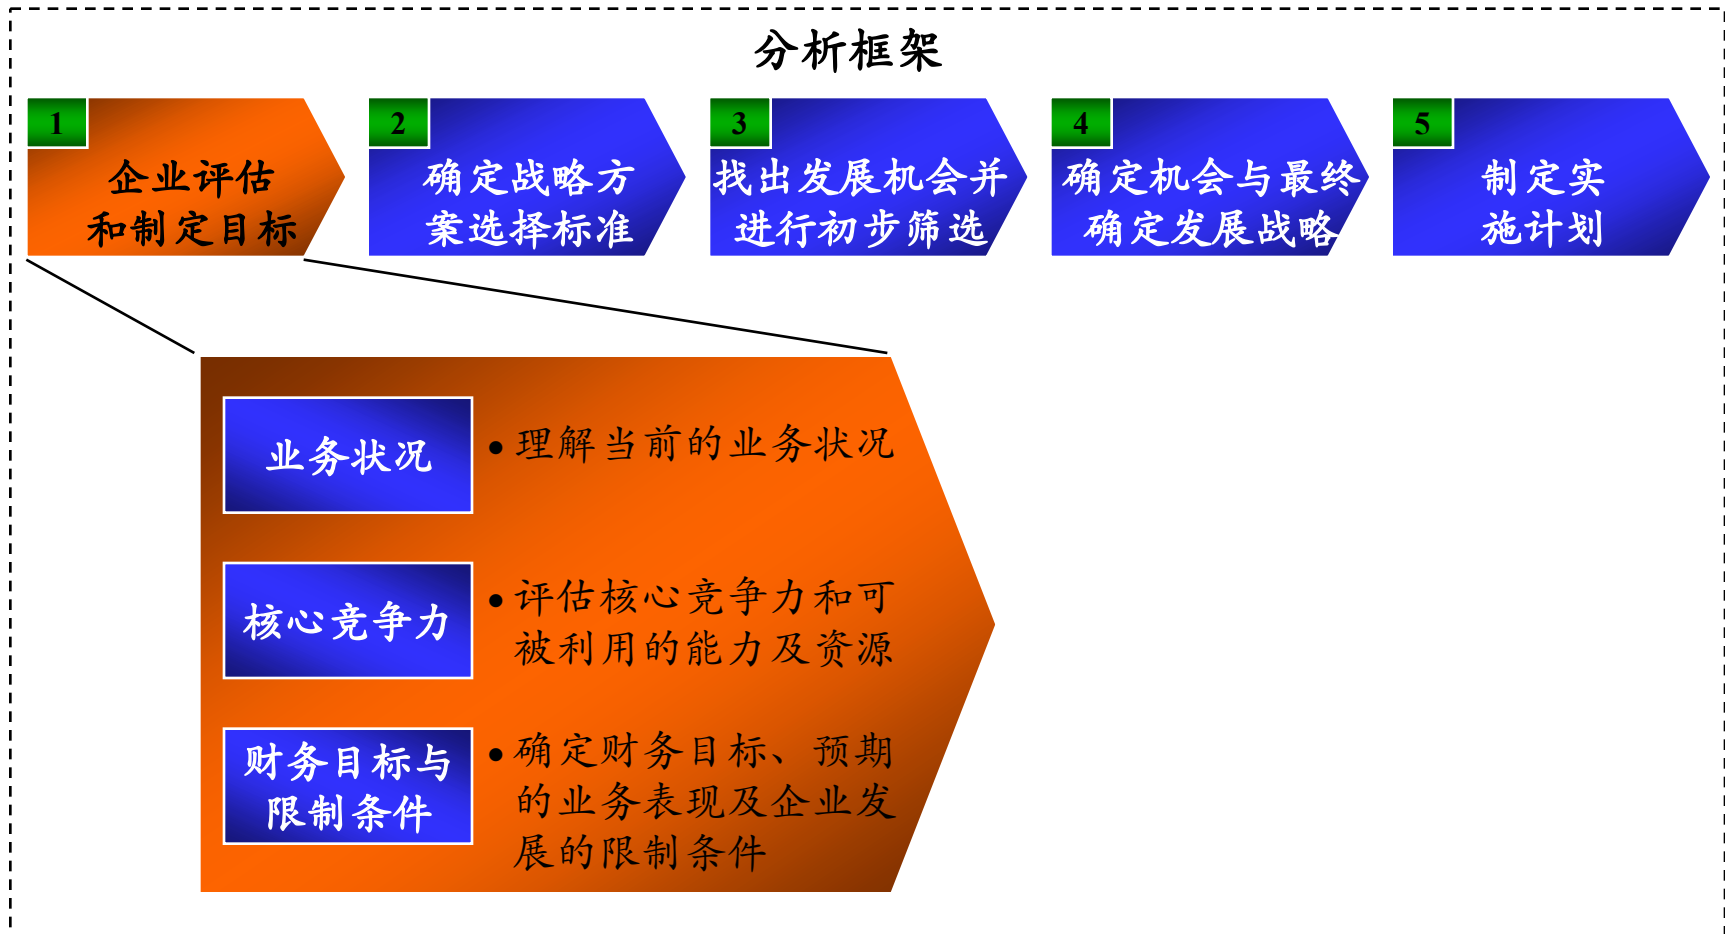 分析框架
1
企业评估
和制定目标
2
确定战略方
案选择标准
3
找出发展机会并
进行初步筛选
4
确定机会与最终
确定发展战略
5
制定实
施计划
业务状况
•理解当前的业务状况
核心竞争力
•评估核心竞争力和可
被利用的能力及资源
财务目标与
限制条件
•确定财务目标、预期
的业务表现及企业发
展的限制条件